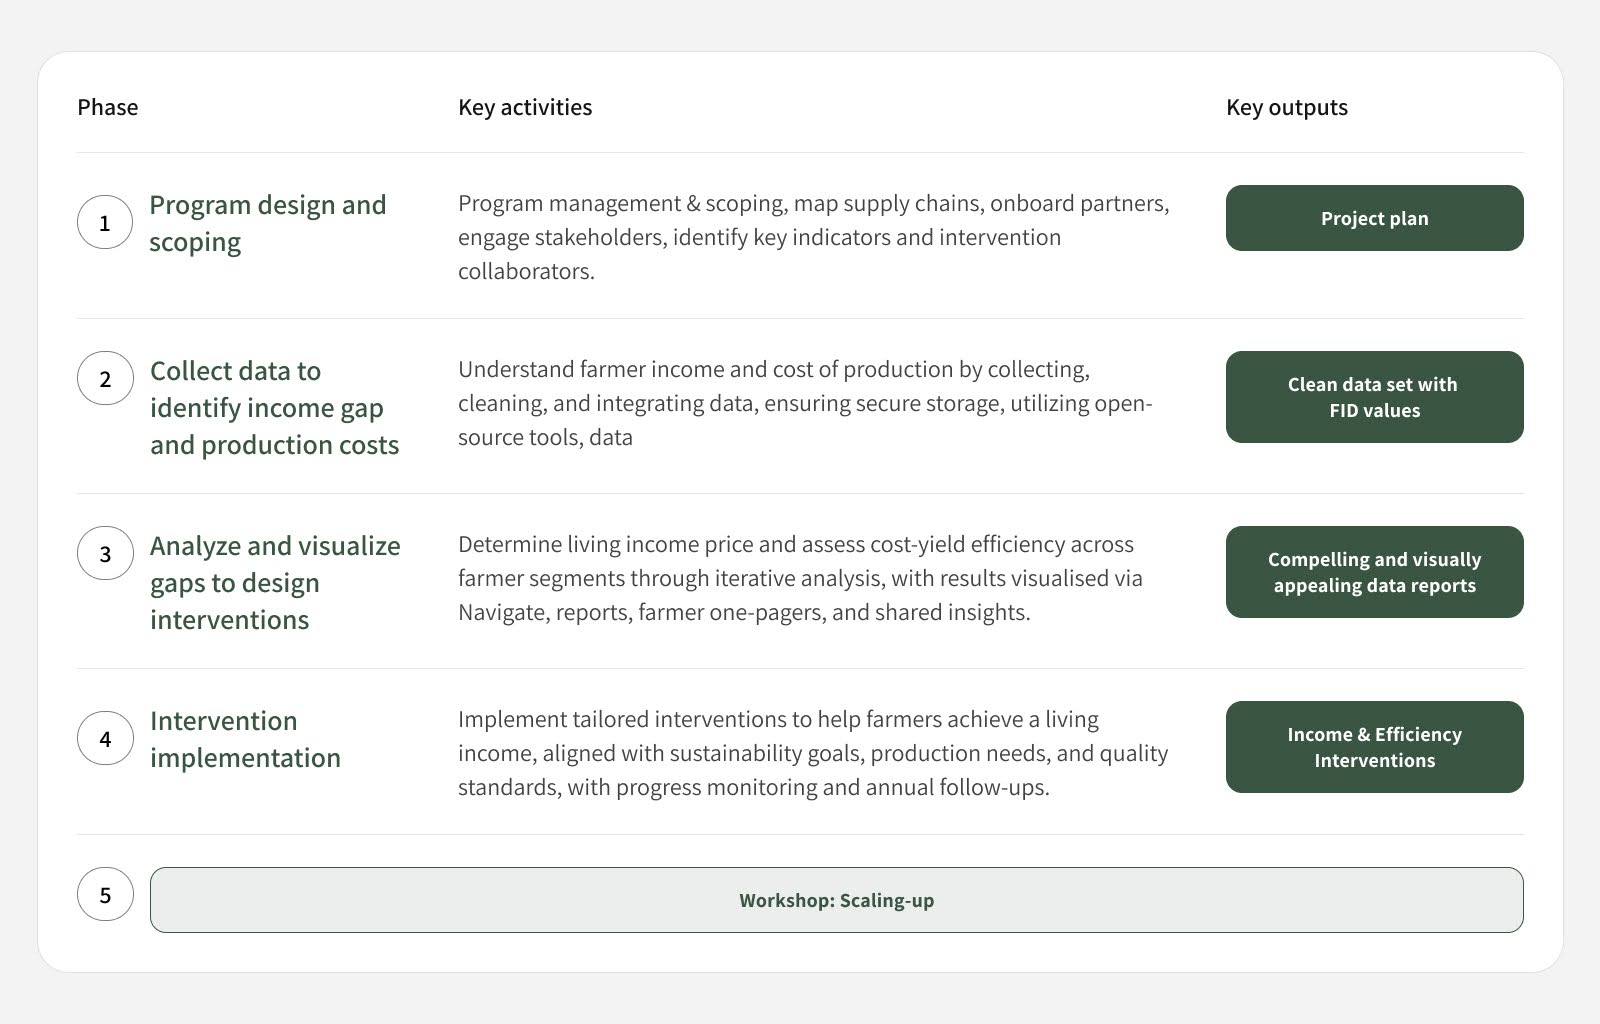 Phase
Key activities
Key outputs
1
Program design and
scoping
Program management & scoping, map supply chains, onboard partners,
engage stakeholders, identify key indicators and intervention
collaborators.
Project plan
2
Collect data to
identify income gap
and production costs
Understand farmer income and cost of production by collecting,
cleaning, and integrating data, ensuring secure storage, utilizing open-
source tools, data
Clean data set with
FID values
3
Analyze and visualize
gaps to design
interventions
Determine living income price and assess cost-yield efficiency across
farmer segments through iterative analysis, with results visualised via
Navigate, reports, farmer one-pagers, and shared insights.
Compelling and visually
appealing data reports
4
Intervention
implementation
Implement tailored interventions to help farmers achieve a living
income, aligned with sustainability goals, production needs, and quality
standards, with progress monitoring and annual follow-ups.
Income & Efficiency
Interventions
5
Workshop: Scaling-up